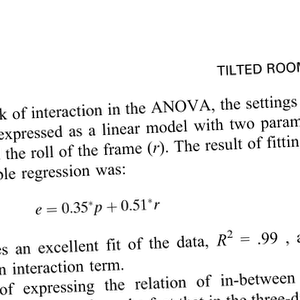 TILTED ROOM
of interaction in the ANOVA, the settings
expressed as a linear model with two param
the roll of the frame (r). The result of fittin
ple regression was:
e = 0.35*p + 0.51*r
es an excellent fit of the data, R² = .99 , a
n interaction term.
of expressing the relation of in-between